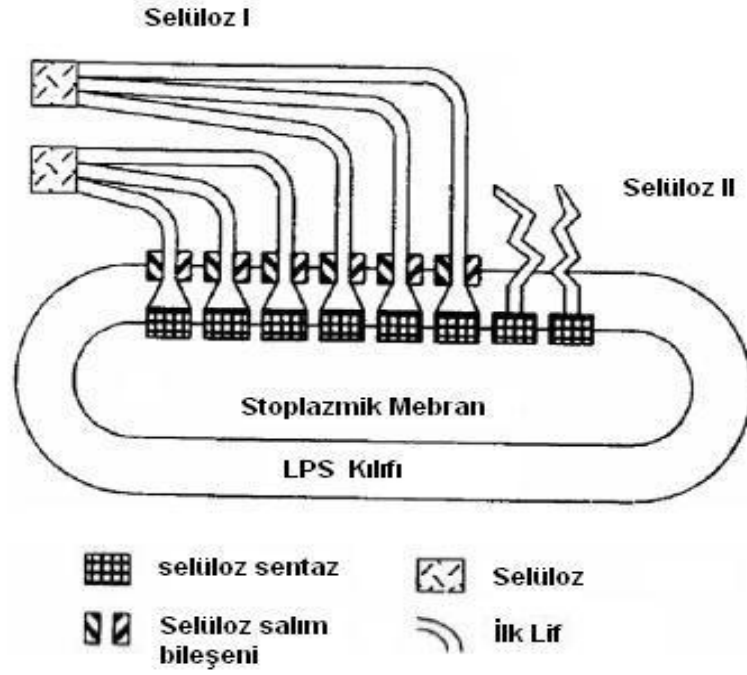 Selüloz I
Selüloz II
Stoplazmik Mebran
LPS Kılıfı
selüloz sentaz
Selüloz
Selüloz salım
bileşeni
İlk Lif